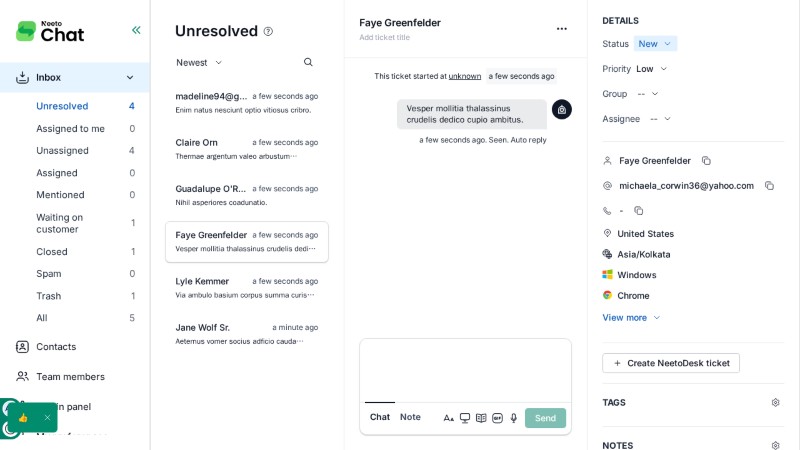 Neeto
Chat
Inbox
Unresolved 4
Assigned to me 0
Unassigned 4
Assigned 0
Mentioned 0
Waiting on
customer 1
Closed 1
Spam 0
Trash 1
All 5
Contacts
Team members
in panel
Unresolved
Newest
madeline94@g... a few seconds ago
Enim natus nesciunt optio vitiosus cribro.
Claire Orn a few seconds ago
Thermae argentum valeo arbustum···
Guadalupe O'R... a few seconds ago
Nihil asperiores coadunatio.
Faye Greenfelder a few seconds ago
Vesper mollitia thalassinus crudelis dedi···
Lyle Kemmer a few seconds ago
Via ambulo basium corpus summa curis···
Jane Wolf Sr. a minute ago
Aeternus vomer socius adficio cauda···
Faye Greenfelder
Add ticket title
This ticket started at unknown a few seconds ago
Vesper mollitia thalassinus
crudelis dedico cupio ambitus.
a few seconds ago. Seen. Auto reply
Chat Note
GIF
Send
DETAILS
Status New
Priority Low
Group --
Assignee --
Faye Greenfelder
michaela_corwin36@yahoo.com
-
United States
Asia/Kolkata
Windows
Chrome
View more
+ Create NeetoDesk ticket
TAGS
NOTES